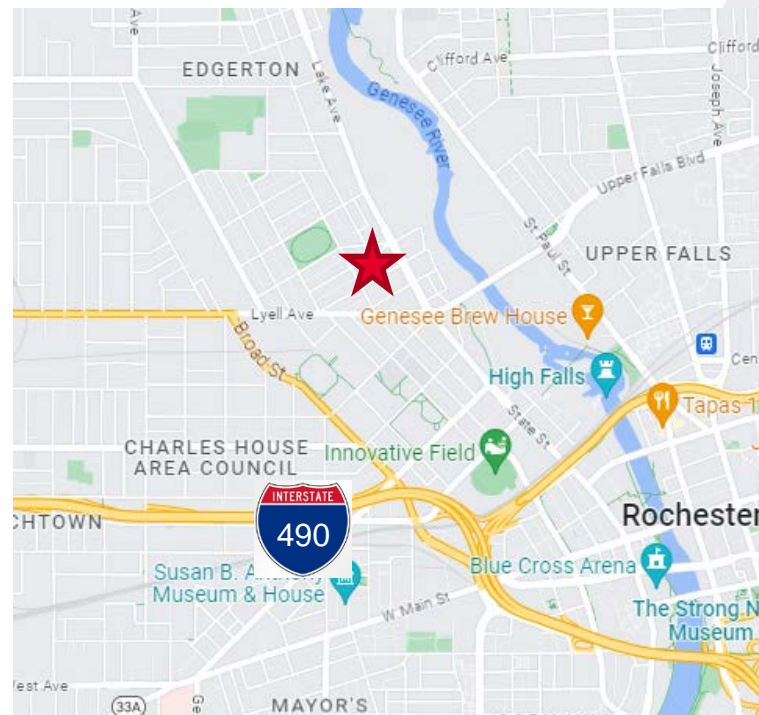 Ave
EDGERTON
Lake Ave
Clifford Ave
Clifford
Joseph Ave
Genesee River
Upper Falls Blvd
St Paul St
UPPER FALLS
Lyell Ave
Genesee Brew House
Broad St
Cen
High Falls
Tapas 1
State St
CHARLES HOUSE
AREA COUNCIL
Innovative Field
INTERSTATE
490
CHTOWN
Rochester
Susan B. Anthony
Museum & House
Blue Cross Arena
W Main St
The Strong N
Museum
est Ave
33A
Ge
MAYOR'S